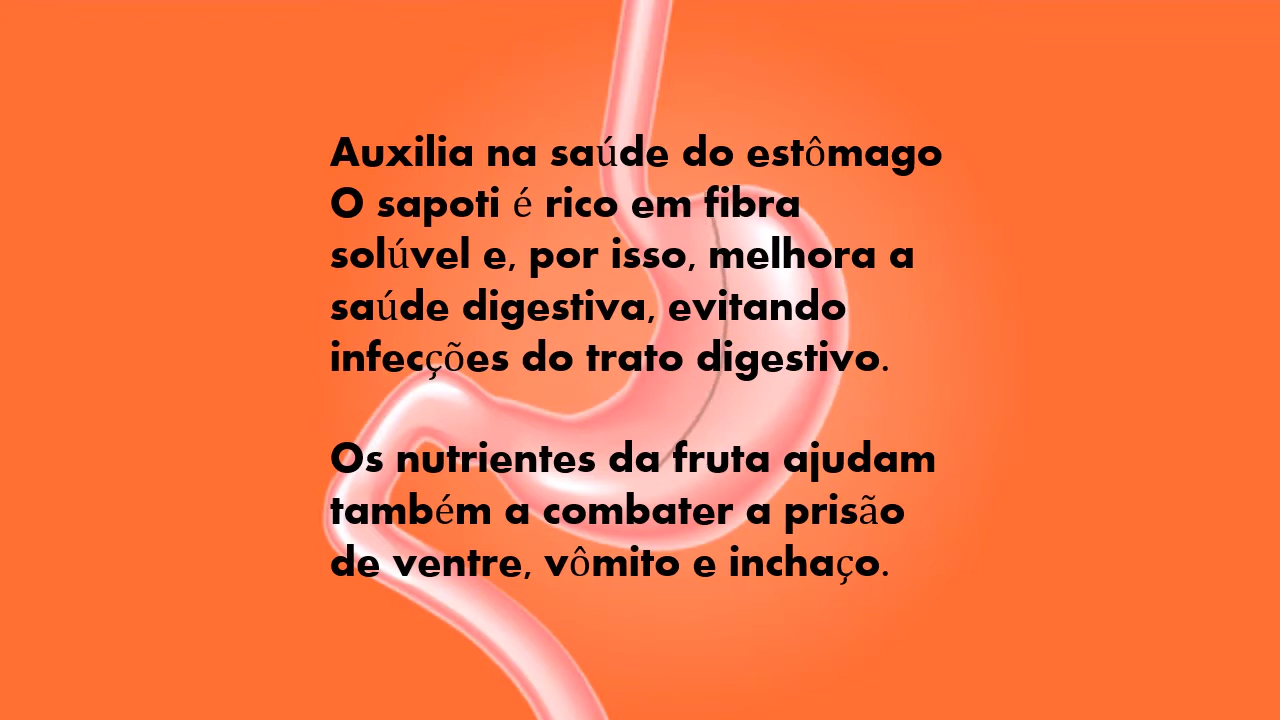 Auxilia na saúde do estômago
O sapoti é rico em fibra
solúvel e, por isso, melhora a
saúde digestiva, evitando
infecções do trato digestivo.
Os nutrientes da fruta ajudam
também a combater a prisão
de ventre, vômito e inchaço.